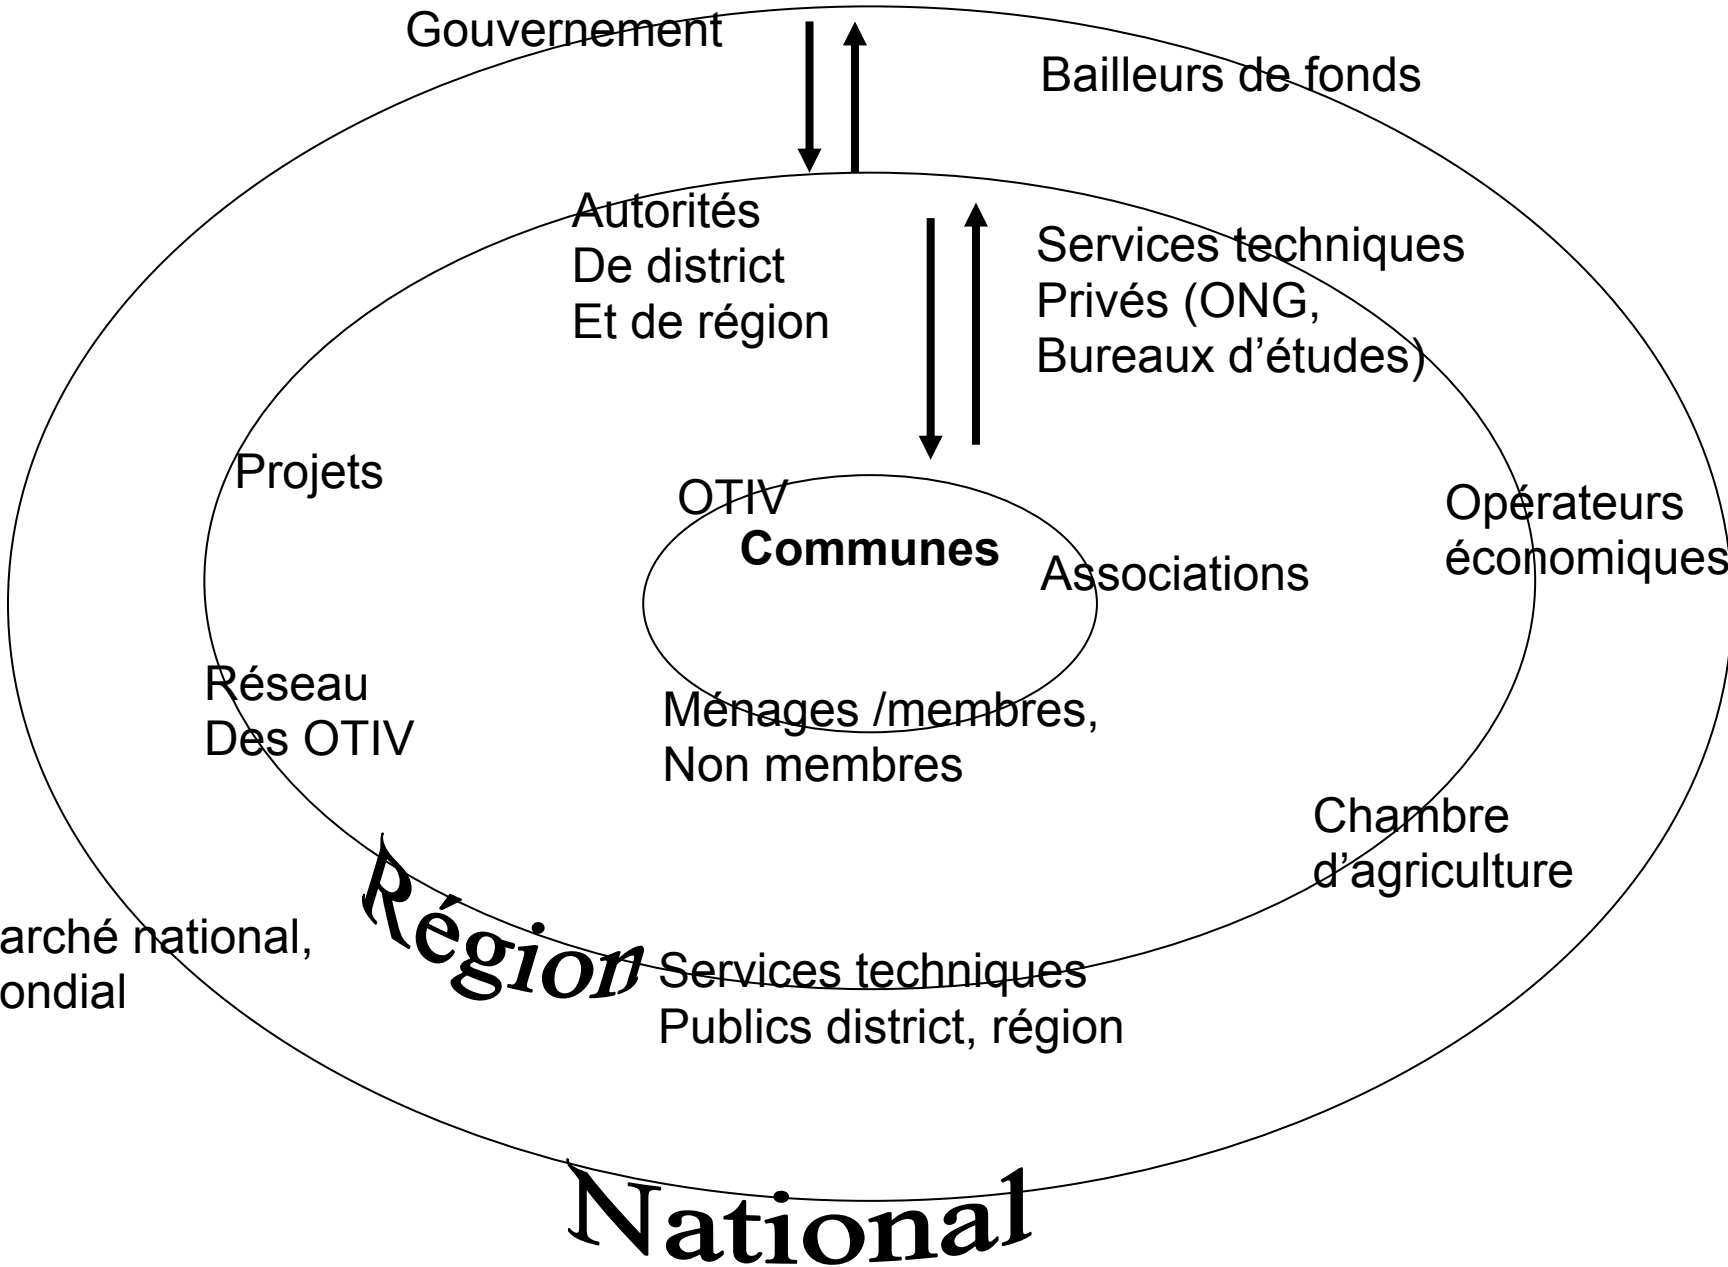 Gouvernement
Bailleurs de fonds
Autorités
De district
Et de région
Services techniques
Privés (ONG,
Bureaux d’études)
Projets
OTIV
Communes
Associations
Opérateurs
économiques
Réseau
Des OTIV
Ménages /membres,
Non membres
Chambre
d’agriculture
Région
arché national,
ondial
Services techniques
Publics district, région
National